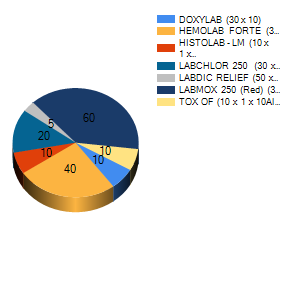 DOXYLAB (30 x 10)
HEMOLAB FORTE (3...
HISTOLAB - LM (10 x
1 x...
LABCHLOR 250 (30 x...
LABDIC RELIEF (50 x...
LABMOX 250 (Red) (3...
TOX OF (10 x 1 x 10Al...
60
5
20
10
10
10
40